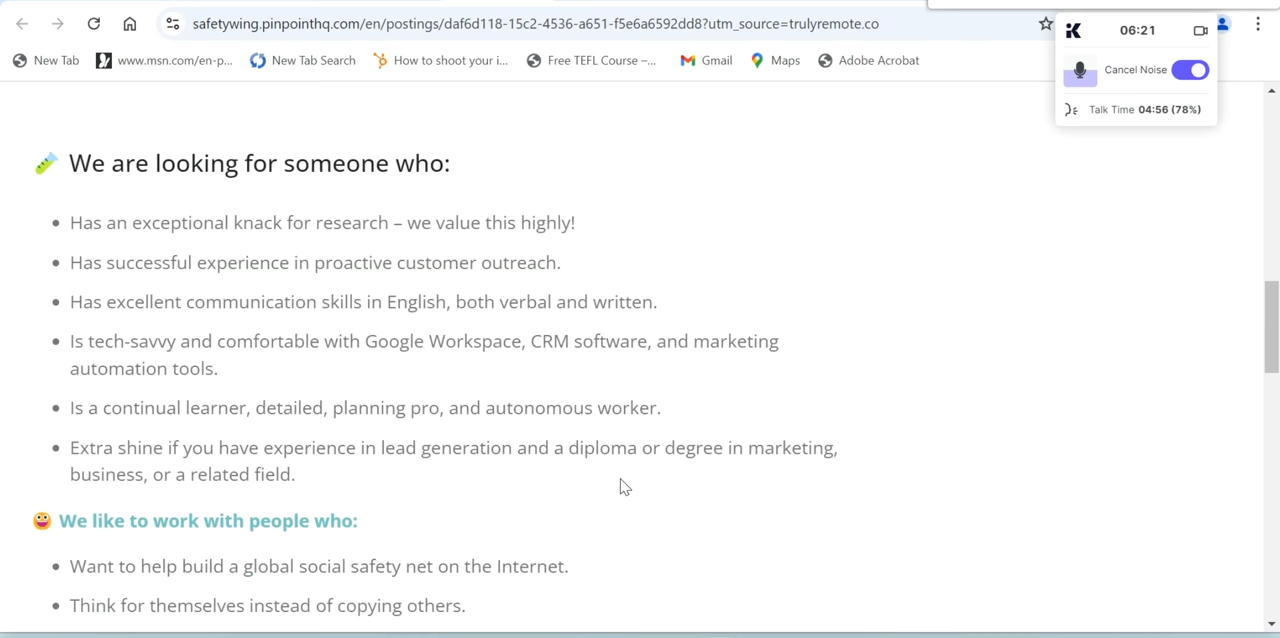 safetywing.pinpointhq.com/en/postings/daf6d118-15c2-4536-a651-f5e6a6592dd8?utm_source=trulyremote.co
06:21
New Tab
www.msn.com/en-p...
New Tab Search
How to shoot your i...
Free TEFL Course –...
Gmail
Maps
Adobe Acrobat
Cancel Noise
Talk Time 04:56 (78%)
We are looking for someone who:
• Has an exceptional knack for research – we value this highly!
• Has successful experience in proactive customer outreach.
• Has excellent communication skills in English, both verbal and written.
• Is tech-savvy and comfortable with Google Workspace, CRM software, and marketing
automation tools.
• Is a continual learner, detailed, planning pro, and autonomous worker.
• Extra shine if you have experience in lead generation and a diploma or degree in marketing,
business, or a related field.
We like to work with people who:
• Want to help build a global social safety net on the Internet.
• Think for themselves instead of copying others.